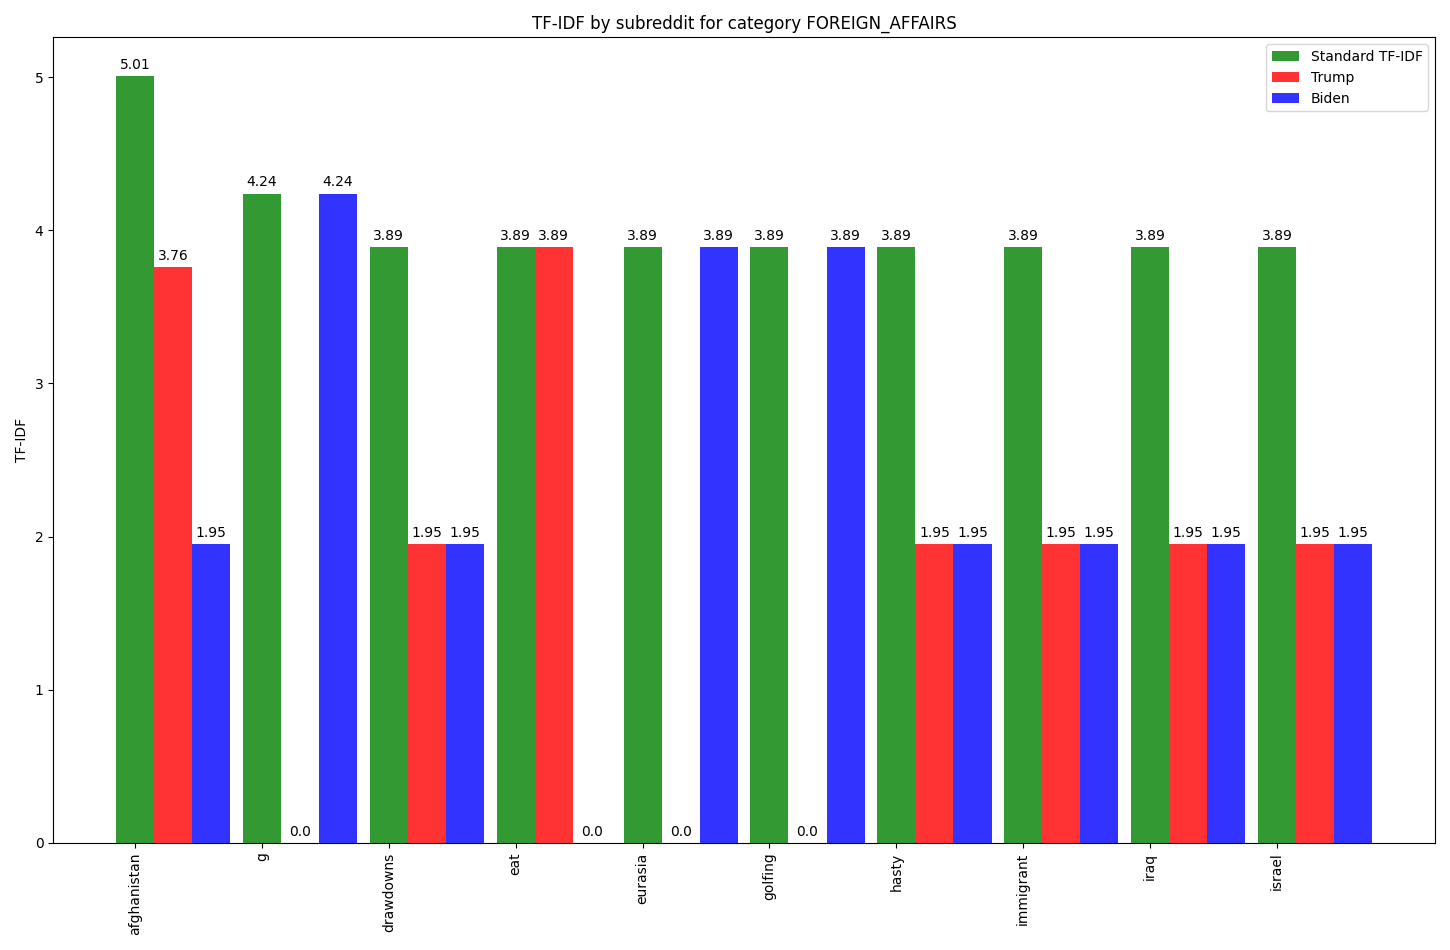 TF-IDF by subreddit for category FOREIGN_AFFAIRS
Standard TF-IDF
Trump
Biden
TF-IDF
5
4
3
2
1
0
5.01
3.76
1.95
4.24
0.0
4.24
3.89
1.95
1.95
3.89
3.89
0.0
3.89
0.0
3.89
3.89
0.0
3.89
3.89
1.95
1.95
3.89
1.95
1.95
3.89
1.95
1.95
3.89
1.95
1.95
afghanistan
g
drawdowns
eat
eurasia
golfing
hasty
immigrant
iraq
israel